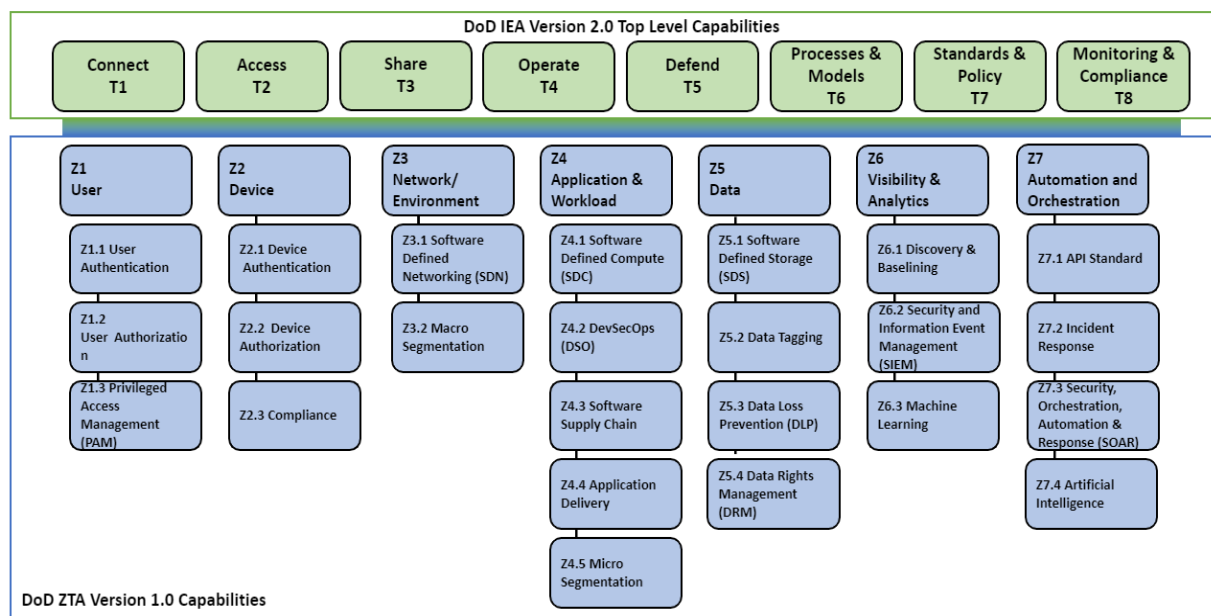 DoD IEA Version 2.0 Top Level Capabilities
Connect
T1
Access
T2
Share
T3
Operate
T4
Defend
T5
Processes &
Models
T6
Standards &
Policy
T7
Monitoring &
Compliance
T8
Z1
User
Z1.1 User
Authentication
Z1.2
User Authorizatio
n
Z1.3 Privileged
Access
Management
(PAM)
Z2
Device
Z2.1 Device
Authentication
Z2.2 Device
Authorization
Z2.3 Compliance
Z3
Network/
Environment
Z3.1 Software
Defined
Networking (SDN)
Z3.2 Macro
Segmentation
Z4
Application &
Workload
Z4.1 Software
Defined Compute
(SDC)
Z4.2 DevSecOps
(DSO)
Z4.3 Software
Supply Chain
Z4.4 Application
Delivery
Z4.5 Micro
Segmentation
Z5
Data
Z5.1 Software
Defined Storage
(SDS)
Z5.2 Data Tagging
Z5.3 Data Loss
Prevention (DLP)
Z5.4 Data Rights
Management
(DRM)
Z6
Visibility &
Analytics
Z6.1 Discovery &
Baselining
Z6.2 Security and
Information Event
Management
(SIEM)
Z6.3 Machine
Learning
Z7
Automation and
Orchestration
Z7.1 API Standard
Z7.2 Incident
Response
Z7.3 Security,
Orchestration,
Automation &
Response (SOAR)
Z7.4 Artificial
Intelligence
DoD ZTA Version 1.0 Capabilities